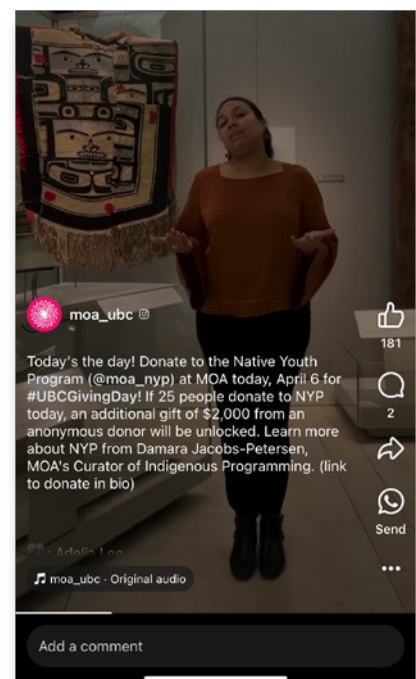 moa_ubc
181
Today's the day! Donate to the Native Youth
Program (@moa_nyp) at MOA today, April 6 for
#UBCGivingDay! If 25 people donate to NYP
today, an additional gift of $2,000 from an
anonymous donor will be unlocked. Learn more
about NYP from Damara Jacobs-Petersen,
MOA's Curator of Indigenous Programming. (link
to donate in bio)
2
Send
: Adelia Lee
moa_ubc · Original audio
Add a comment